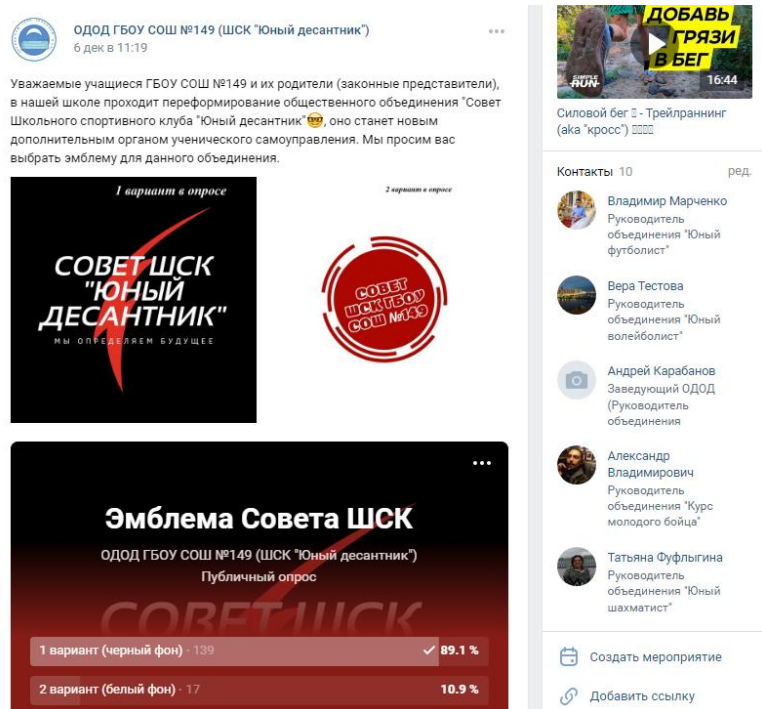 ОДОД ГБОУ СОШ №149 (ШСК "Юный десантник")
6 дек в 11:19
Уважаемые учащиеся ГБОУ СОШ №149 и их родители (законные представители),
в нашей школе проходит переформирование общественного объединения "Совет
Школьного спортивного клуба "Юный десантник"🤓, оно станет новым
дополнительным органом ученического самоуправления. Мы просим вас
выбрать эмблему для данного объединения.
1 вариант в опросе
СОВЕТ ШСК
"ЮНЫЙ
ДЕСАНТНИК"
МЫ ОПРЕДЕЛЯЕМ БУДУЩЕЕ
2 вариант в опросе
СОВЕТ
ШСК ГБОУ
СОШ №149
Эмблема Совета ШСК
ОДОД ГБОУ СОШ №149 (ШСК "Юный десантник")
Публичный опрос
СОВЕТ ШСК
1 вариант (черный фон) · 139
89.1 %
2 вариант (белый фон) · 17
10.9 %
ДОБАВЬ
ГРЯЗИ
В БЕГ
SIMPLE
RUN
16:44
Силовой бег - Трейлраннинг
(aka "кросс")
Контакты 10
ред.
Владимир Марченко
Руководитель
объединения "Юный
футболист"
Вера Тестова
Руководитель
объединения "Юный
волейболист"
Андрей Карабанов
Заведующий ОДОД
(Руководитель
объединения
Александр
Владимирович
Руководитель
объединения "Курс
молодого бойца"
Татьяна Фуфлыгина
Руководитель
объединения "Юный
шахматист"
Создать мероприятие
Добавить ссылку